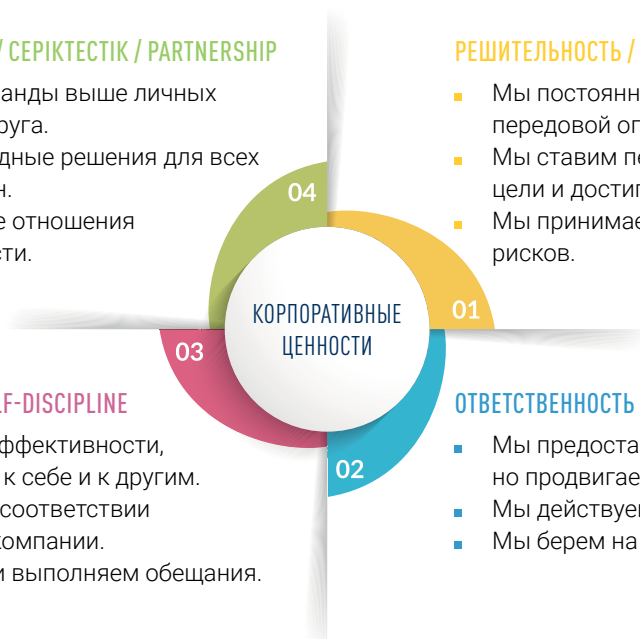 / СЕРІКТЕСТІК / PARTNERSHIP
анды выше личных
руга.
дные решения для всех
н.
е отношения
сти.
04
РЕШИТЕЛЬНОСТЬ /
Мы постоянн
передовой оп
Мы ставим пе
цели и достиг
Мы принимае
рисков.
01
КОРПОРАТИВНЫЕ
ЦЕННОСТИ
03
LF-DISCIPLINE
ффективности,
к себе и к другим.
соответствии
компании.
и выполняем обещания.
02
ОТВЕТСТВЕННОСТЬ
Мы предоста
но продвигае
Мы действуем
Мы берем на